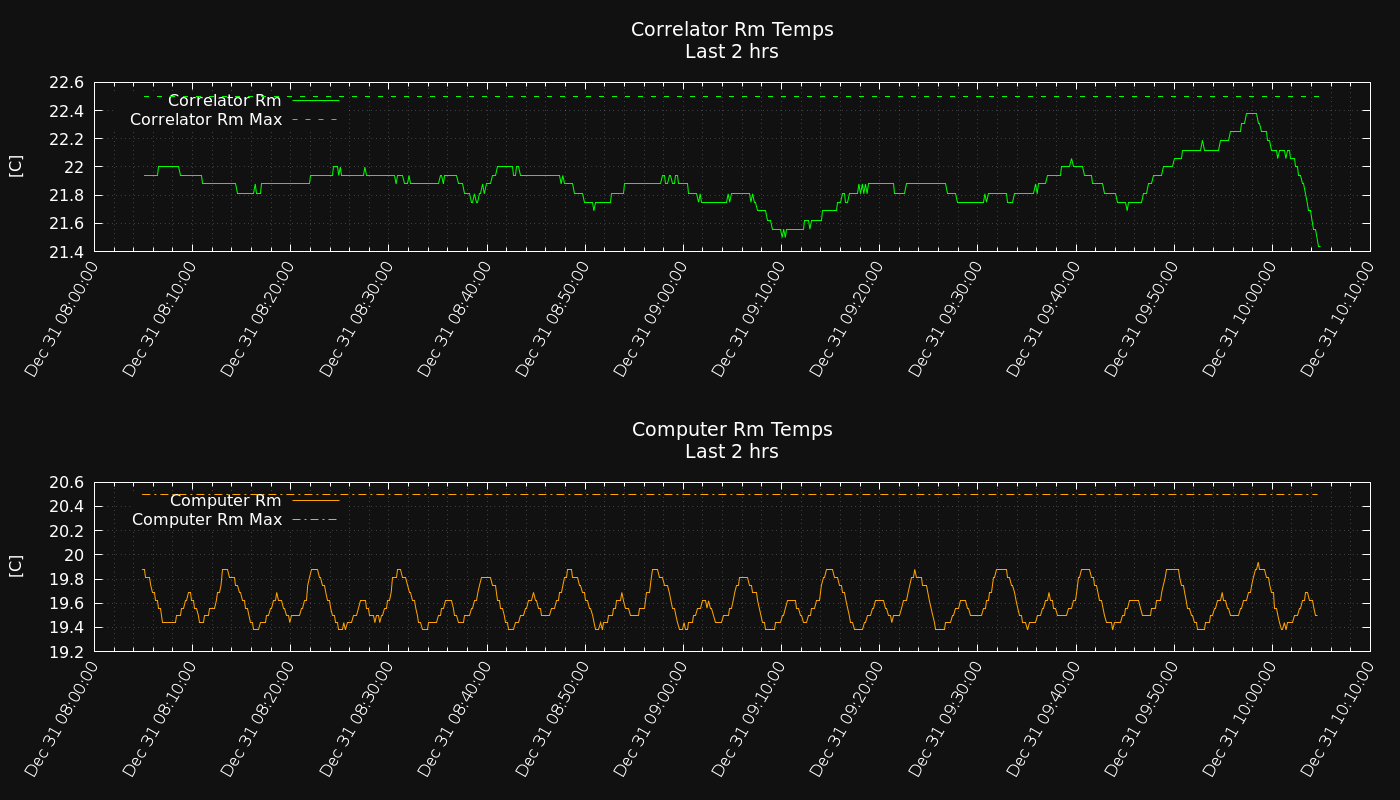 Correlator Rm Temps
Last 2 hrs
22.6
22.4
22.2
22
21.8
21.6
21.4
[C]
Correlator Rm
Correlator Rm Max
Dec 31 08:00:00
Dec 31 08:10:00
Dec 31 08:20:00
Dec 31 08:30:00
Dec 31 08:40:00
Dec 31 08:50:00
Dec 31 09:00:00
Dec 31 09:10:00
Dec 31 09:20:00
Dec 31 09:30:00
Dec 31 09:40:00
Dec 31 09:50:00
Dec 31 10:00:00
Dec 31 10:10:00
Computer Rm Temps
Last 2 hrs
20.6
20.4
20.2
20
19.8
19.6
19.4
19.2
[C]
Computer Rm
Computer Rm Max
Dec 31 08:00:00
Dec 31 08:10:00
Dec 31 08:20:00
Dec 31 08:30:00
Dec 31 08:40:00
Dec 31 08:50:00
Dec 31 09:00:00
Dec 31 09:10:00
Dec 31 09:20:00
Dec 31 09:30:00
Dec 31 09:40:00
Dec 31 09:50:00
Dec 31 10:00:00
Dec 31 10:10:00